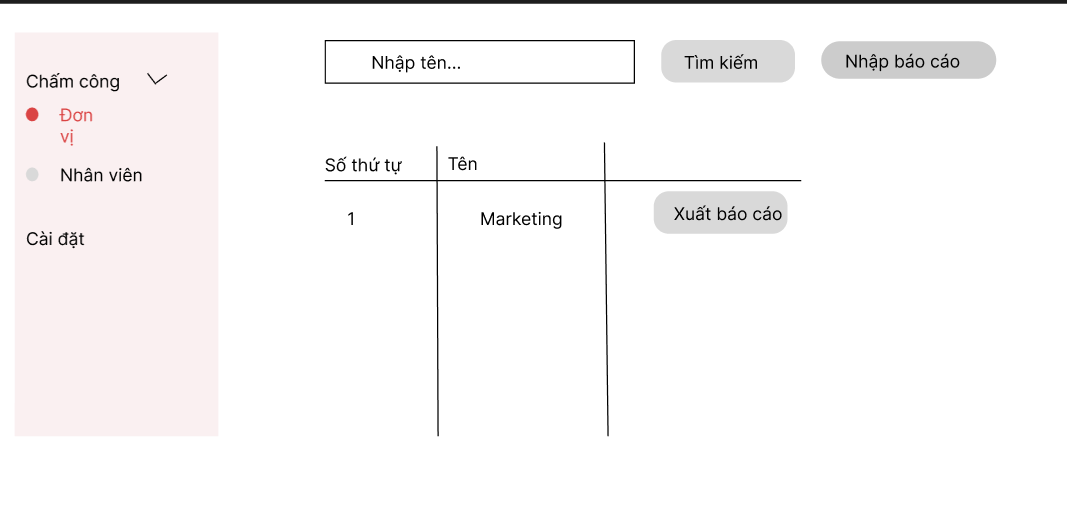 Chấm công
Đơn
vị
Nhân viên
Cài đặt
Nhập tên...
Tìm kiếm
Nhập báo cáo
Số thứ tự
Tên
1
Marketing
Xuất báo cáo